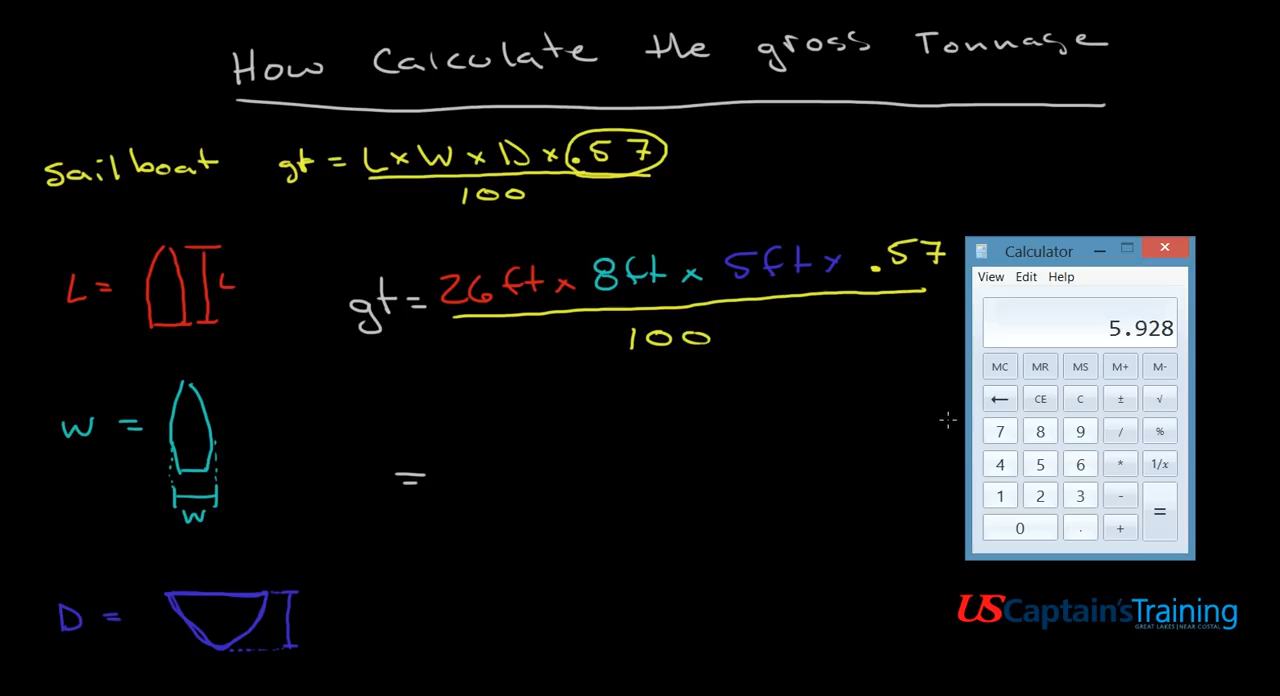 How Calculate the gross Tonnage
sailboat gt = L x W x D x .57
100
L = L
gt = 26ft x 8ft x 5ft x .57
100
W =
W
=
D =
Calculator
View Edit Help
5.928
MC MR MS M+ M-
← CE C ± √
7 8 9 / %
4 5 6 * 1/x
1 2 3 - =
0 . +
US Captain'sTraining
GREAT LAKES | NEAR COSTAL